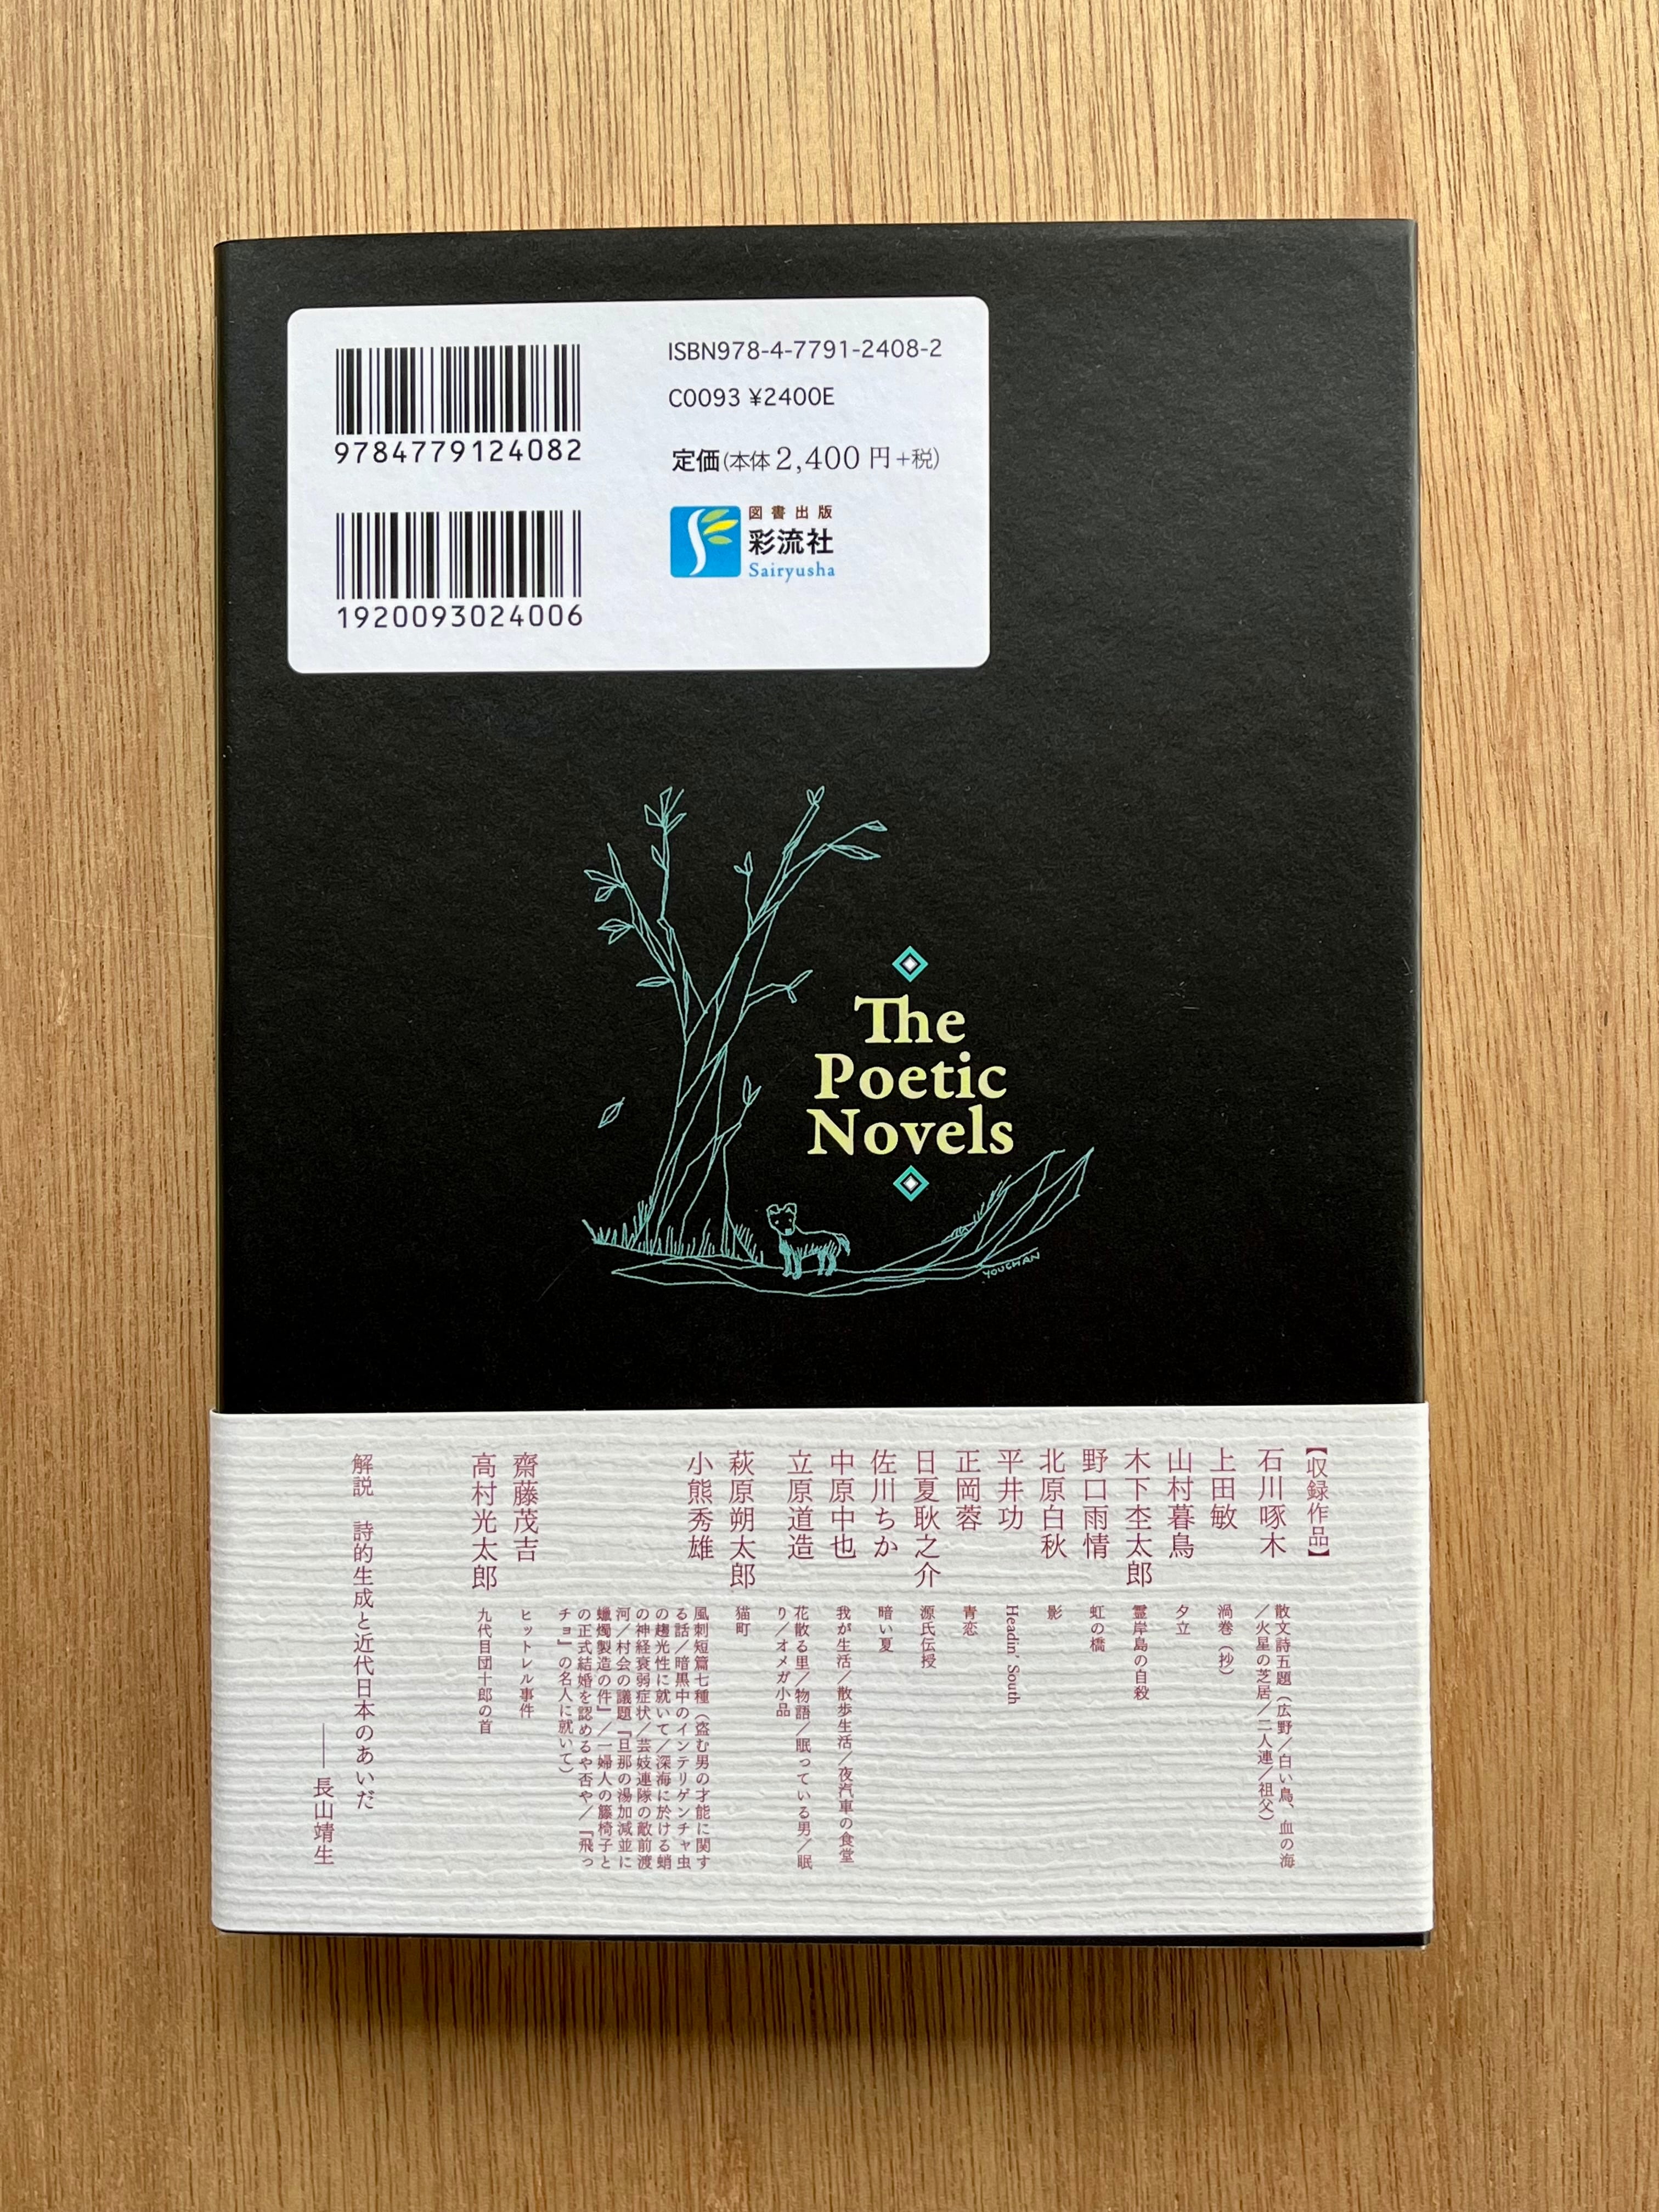 ISBN978-4-7791-2408-2
C0093 ¥2400E
定価(本体2,400円+税)
9784779124082
1920093024006
図書出版
彩流社
Sairyusha
The
Poetic
Novels
YOUCHAN
【収録作品】
石川啄木 散文詩五題（広野／白い鳥、血の海
／火星の芝居／二人連／祖父）
上田敏 渦巻（抄）
山村暮鳥 夕立
木下杢太郎 霊岸島の自殺
野口雨情 虹の橋
北原白秋 影
平井功 Headin' South
正岡蓉 青恋
日夏耿之介 源氏伝授
佐川ちか 暗い夏
中原中也 我が生活／散歩生活／夜汽車の食堂
立原道造 花散る里／物語／眠っている男／眠
り／オメガ小品
萩原朔太郎 猫町
小熊秀雄 風刺短篇七種（盗む男の才能に関す
る話／暗黒中のインテリゲンチャ虫
の趨光性に就いて／深海に於ける蛸
の神経衰弱症状／芸妓連隊の敵前渡
河／村会の議題『旦那の湯加減並に
蠟燭製造の件』／一婦人の籐椅子と
の正式結婚を認めるや否や／『飛っ
チョ』の名人に就いて）
齋藤茂吉 ヒットレル事件
高村光太郎 九代目団十郎の首
解説 詩的生成と近代日本のあいだ
――長山靖生